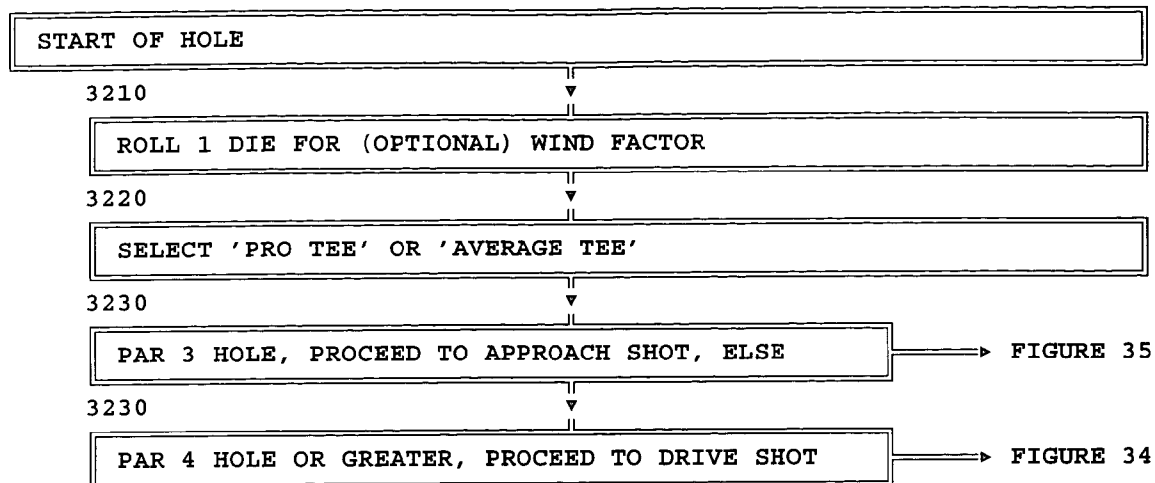 START OF HOLE
3210
ROLL 1 DIE FOR (OPTIONAL) WIND FACTOR
3220
SELECT 'PRO TEE' OR 'AVERAGE TEE'
3230
PAR 3 HOLE, PROCEED TO APPROACH SHOT, ELSE FIGURE 35
3230
PAR 4 HOLE OR GREATER, PROCEED TO DRIVE SHOT FIGURE 34